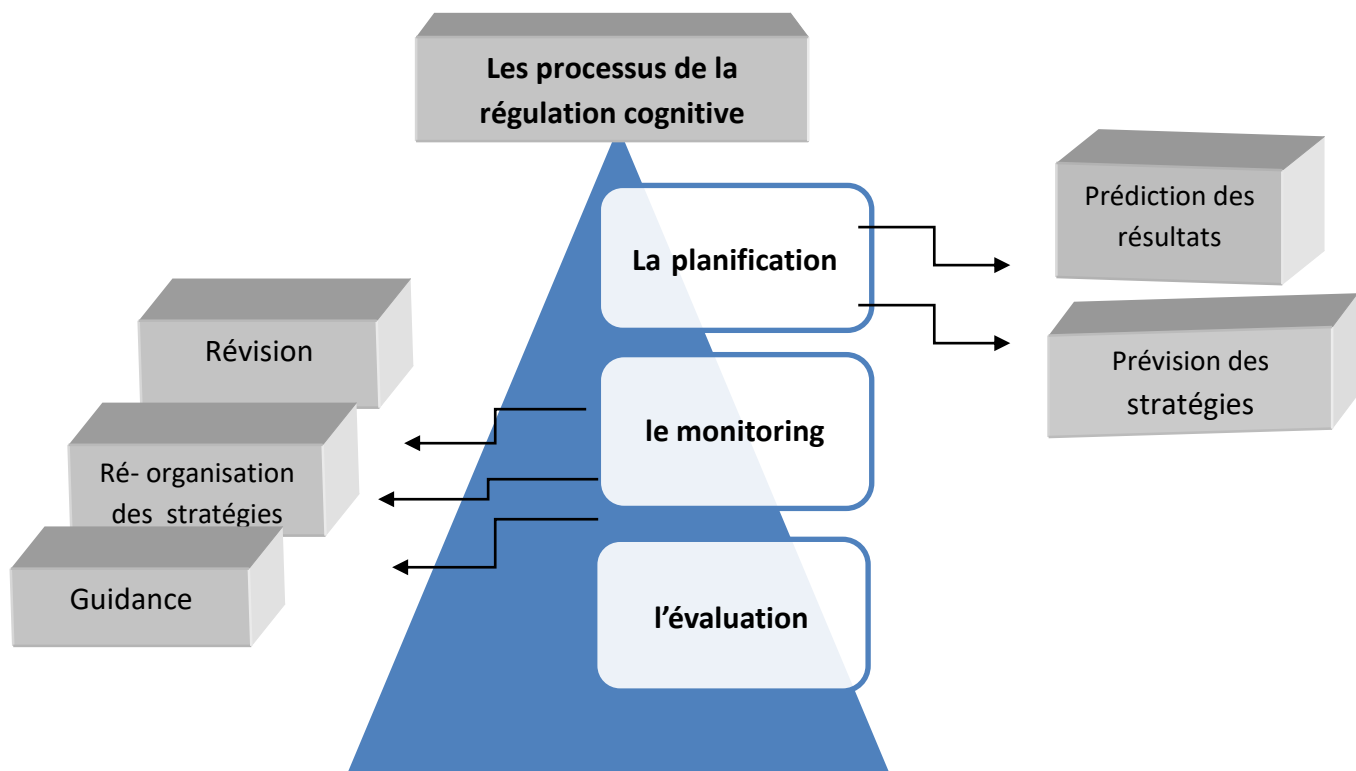 Les processus de la
régulation cognitive
La planification
Prédiction des
résultats
Prévision des
stratégies
le monitoring
Révision
Ré- organisation
des stratégies
Guidance
l’évaluation